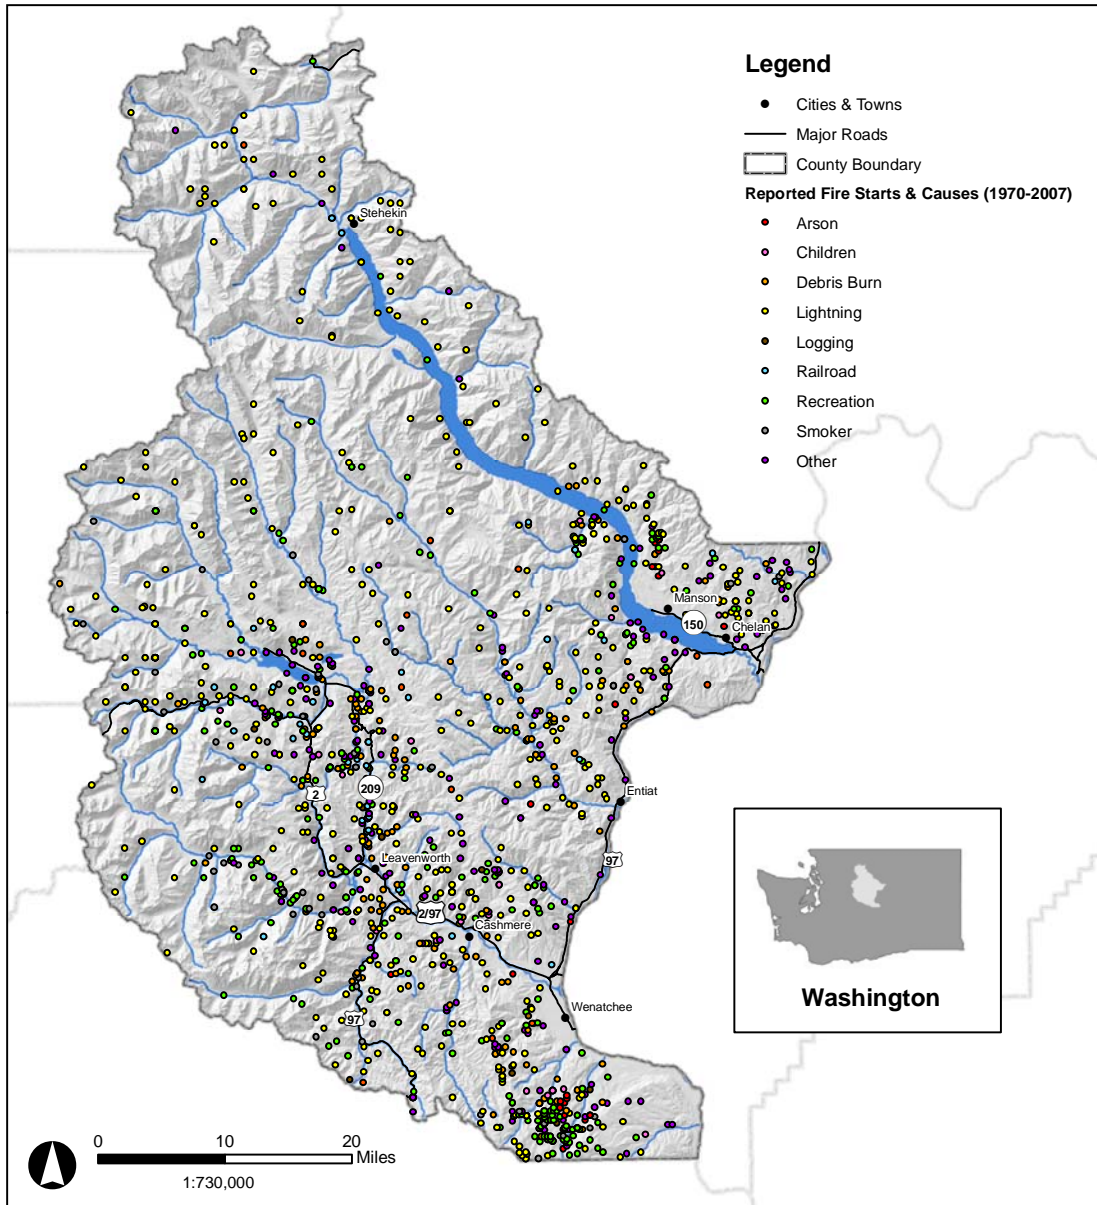 Legend
Cities & Towns
Major Roads
County Boundary
Reported Fire Starts & Causes (1970-2007)
Arson
Children
Debris Burn
Lightning
Logging
Railroad
Recreation
Smoker
Other
Stehekin
Manson
150
Chelan
209
2
Entiat
97
Leavenworth
2/97
Cashmere
Wenatchee
97
Washington
0 10 20
Miles
1:730,000